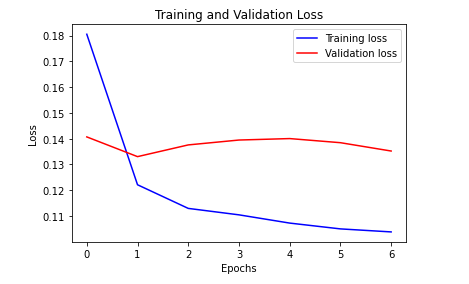 Training and Validation Loss
Training loss
Validation loss
0.18
0.17
0.16
0.15
0.14
0.13
0.12
0.11
Loss
0 1 2 3 4 5 6
Epochs